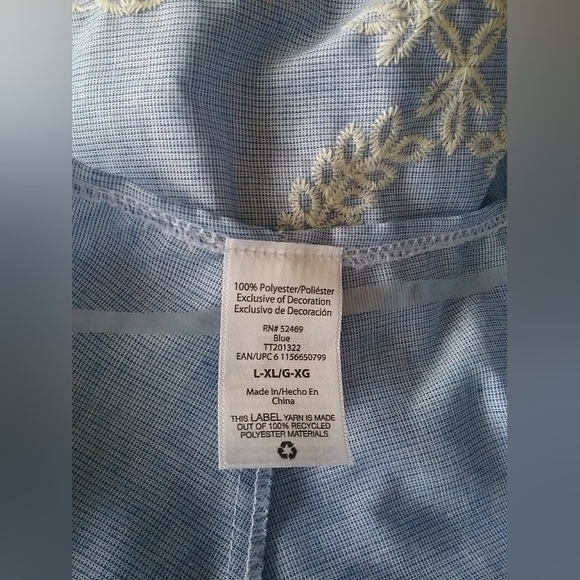 100% Polyester/Poliéster
Exclusive of Decoration
Exclusivo de Decoración
RN# 52469
Blue
TT201322
EAN/UPC 6 1156650799
L-XL/G-XG
Made in/Hecho En
China
THIS LABEL YARN IS MADE
OUT OF 100% RECYCLED
POLYESTER MATERIALS